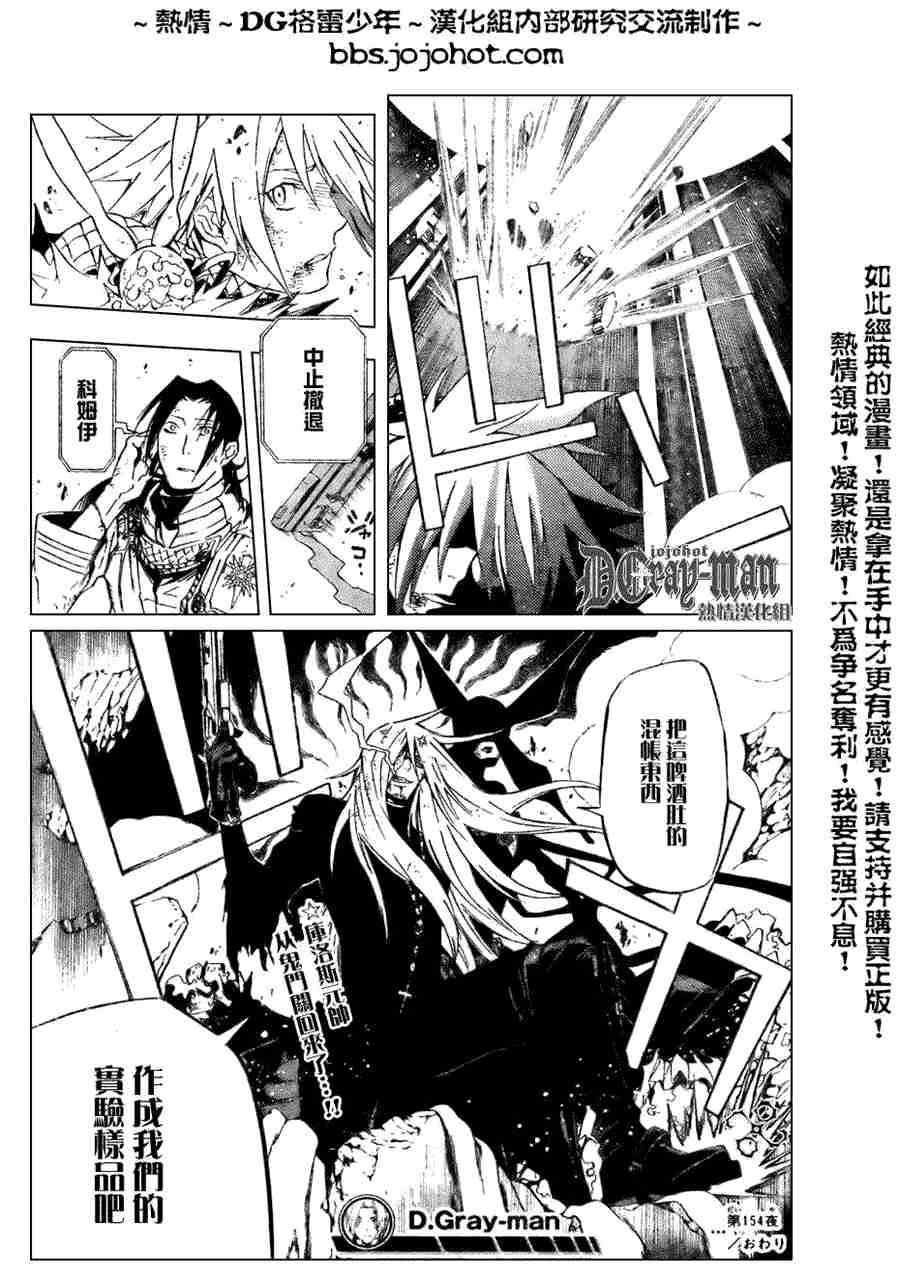 ~熱情~DG格雷少年~漢化組內部研究交流制作~
bbs.jojohot.com
如此經典的漫畫!還是拿在手中才更有感覺!請支持并購買正版!
熱情領域!凝聚熱情!不爲争名奪利!我要自强不息!
jojohot
DGray-man
熱情漢化組
中止撤退
科姆伊
把這啤酒肚的
混帳東西
☆庫洛斯元帥
从鬼門關回來了…!!
作成我們的
實驗樣品吧
D.Gray-man
第154夜
…/おわり